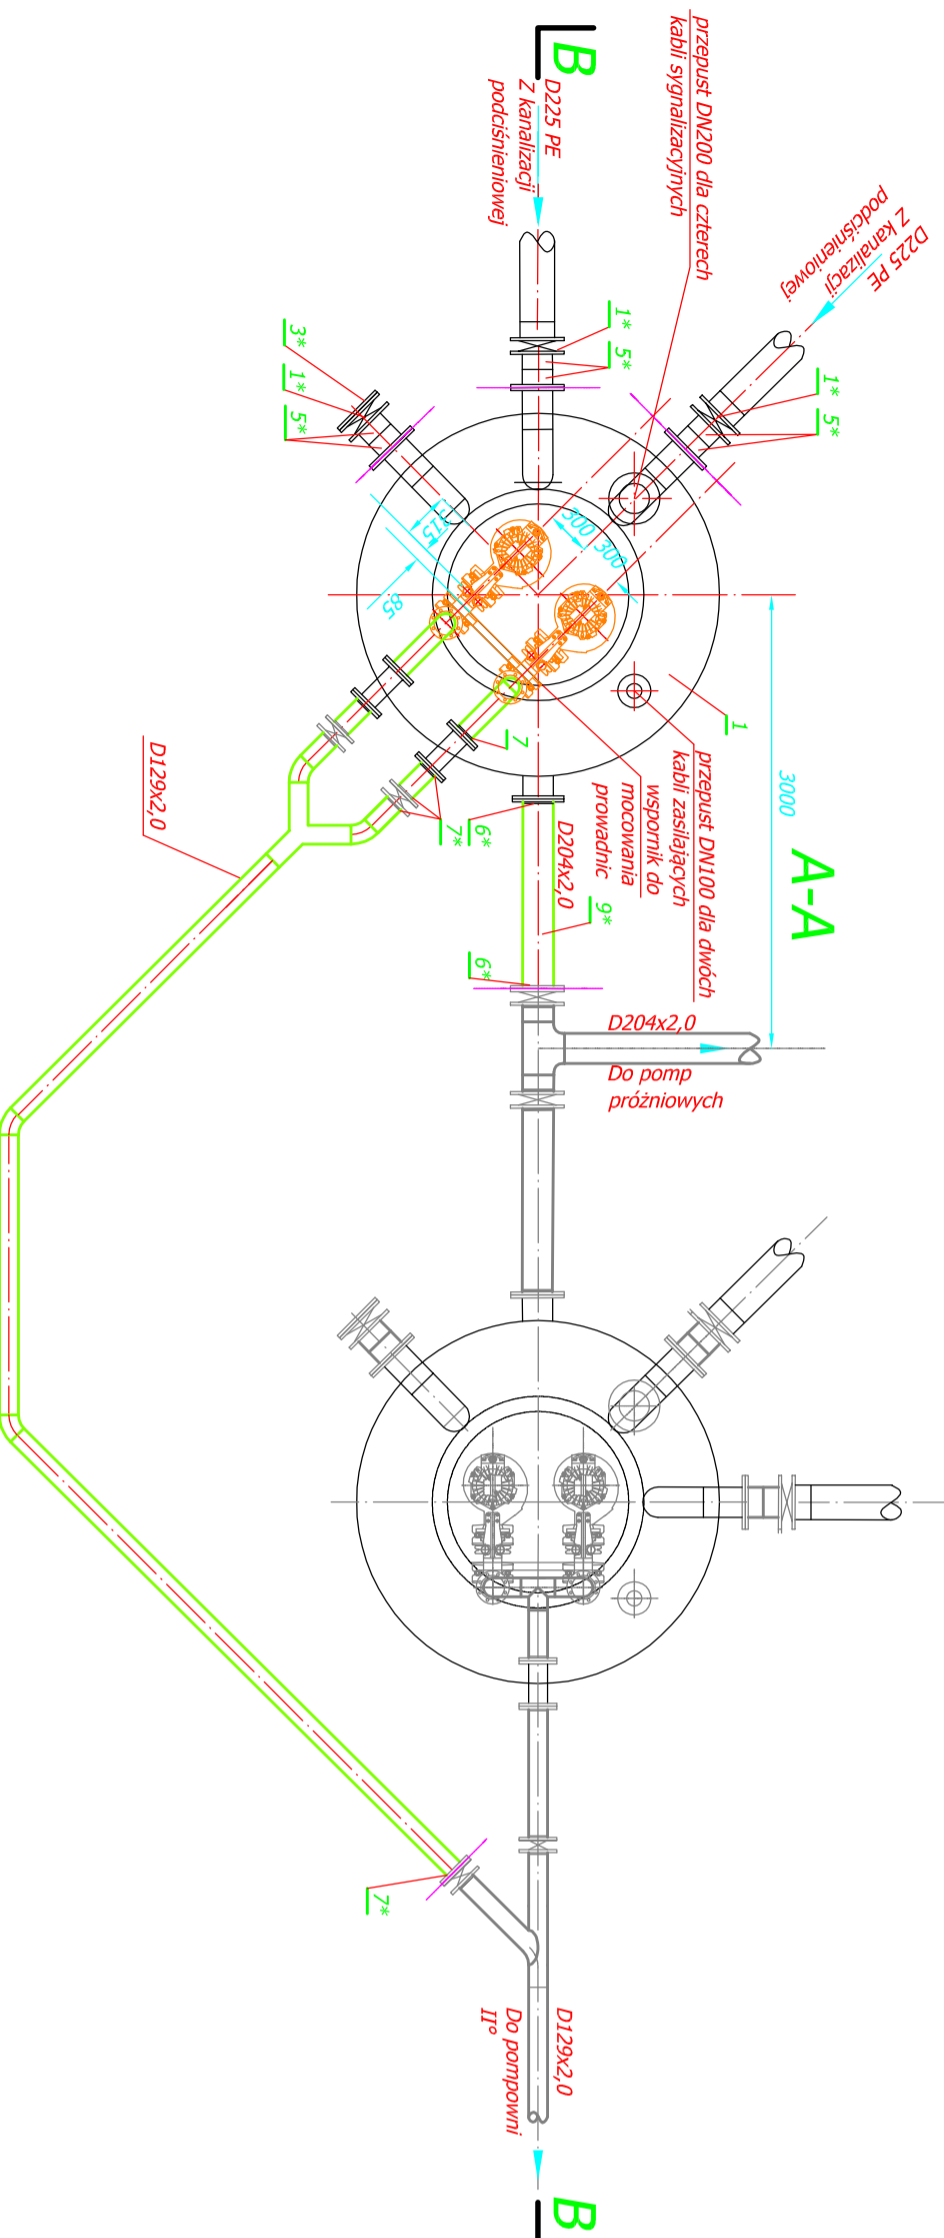 B
D225 PE
Z kanalizacji
podciśnieniowej
przepust DN200 dla czterech
kabli sygnalizacyjnych
D225 PE
Z kanalizacji
podciśnieniowej
1*
5*
1*
5*
3*
1*
5*
300
300
315
85
1
7
3000
A-A
przepust DN100 dla dwóch
kabli zasilających
wspornik do
mocowania
prowadnic
D129x2,0
6*
7*
D204x2,0
9*
6*
D204x2,0
Do pomp
próżniowych
7*
D129x2,0
Do pompowni
II°
B